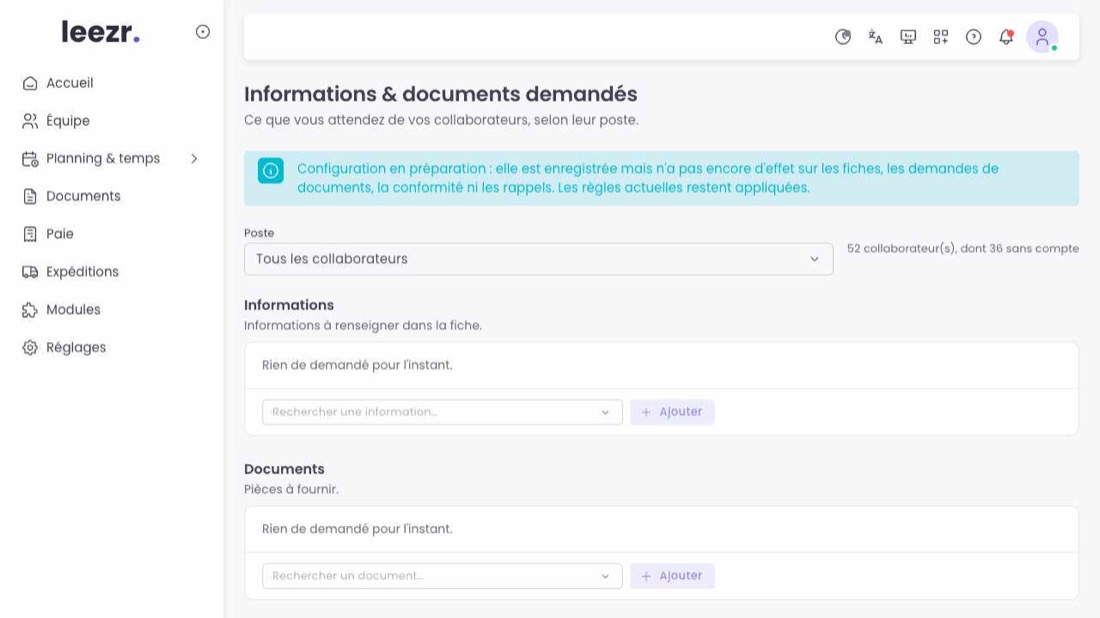 leezr.
Accueil
Équipe
Planning & temps
Documents
Paie
Expéditions
Modules
Réglages
Informations & documents demandés
Ce que vous attendez de vos collaborateurs, selon leur poste.
Configuration en préparation : elle est enregistrée mais n'a pas encore d'effet sur les fiches, les demandes de
documents, la conformité ni les rappels. Les règles actuelles restent appliquées.
Poste
Tous les collaborateurs
52 collaborateur(s), dont 36 sans compte
Informations
Informations à renseigner dans la fiche.
Rien de demandé pour l'instant.
Rechercher une information...
+ Ajouter
Documents
Pièces à fournir.
Rien de demandé pour l'instant.
Rechercher un document...
+ Ajouter